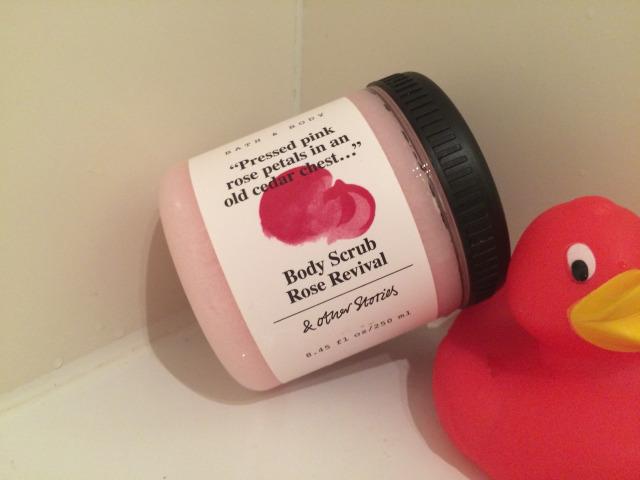 BATH & BODY
“Pressed pink
rose petals in an
old cedar chest...”
Body Scrub
Rose Revival
& other Stories
8.45 fl oz/250 ml